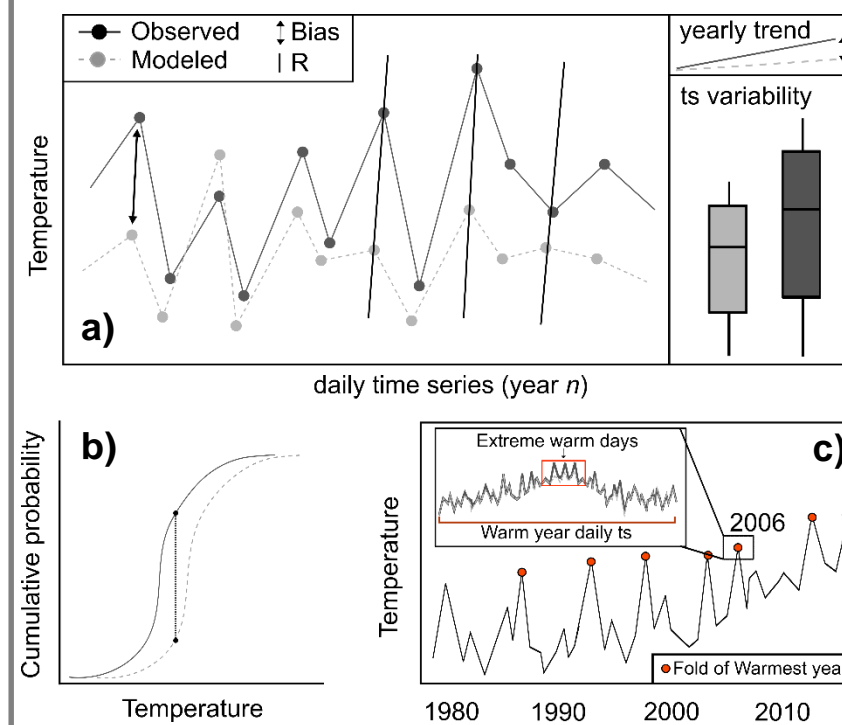 Observed
Bias
Modeled
R
yearly trend
ts variability
Temperature
a)
daily time series (year n)
b)
Cumulative probability
Temperature
c)
Extreme warm days
Warm year daily ts
2006
Temperature
Fold of Warmest yea
1980 1990 2000 2010